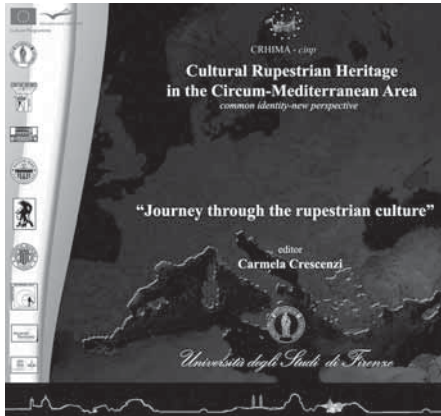 CRHIMA - cinp
Cultural Rupestrian Heritage
in the Circum-Mediterranean Area
common identity-new perspective
“Journey through the rupestrian culture”
editor
Carmela Crescenzi
Università degli Studi di Firenze